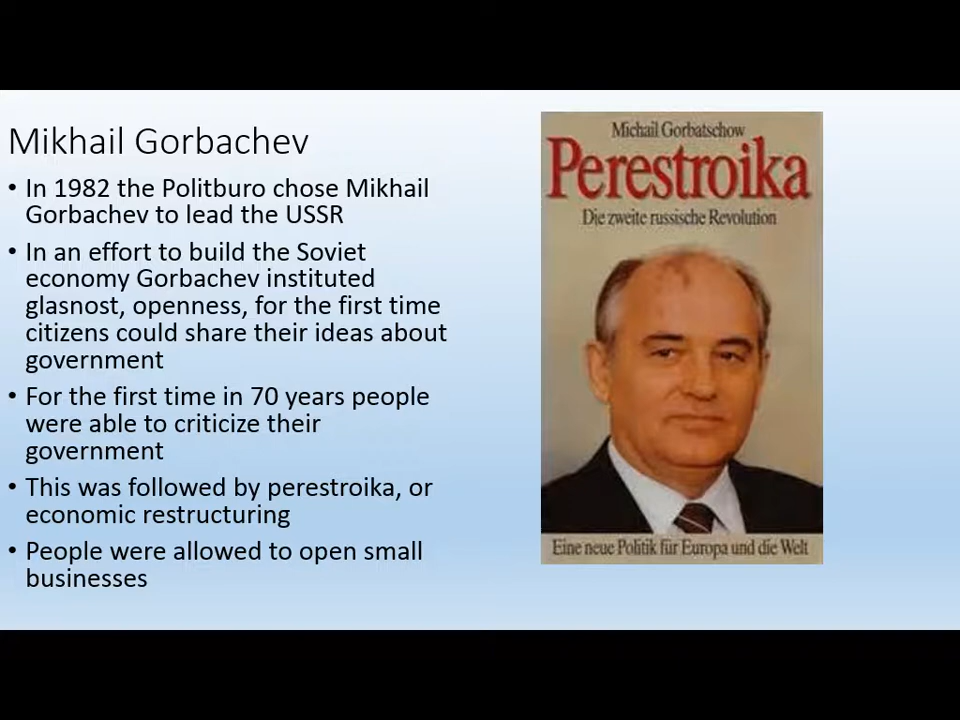 Mikhail Gorbachev
• In 1982 the Politburo chose Mikhail
Gorbachev to lead the USSR
• In an effort to build the Soviet
economy Gorbachev instituted
glasnost, openness, for the first time
citizens could share their ideas about
government
• For the first time in 70 years people
were able to criticize their
government
• This was followed by perestroika, or
economic restructuring
• People were allowed to open small
businesses
Michail Gorbatschow
Perestroika
Die zweite russische Revolution
Eine neue Politik für Europa und die Welt